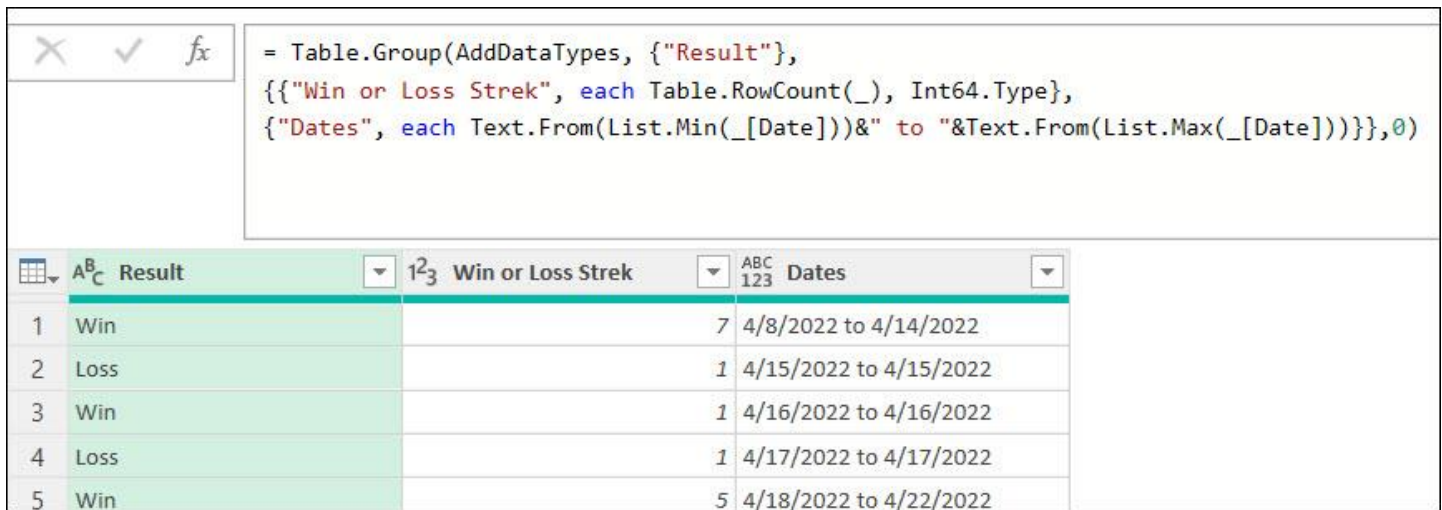 fx
= Table.Group(AddDataTypes, {"Result"},
{{"Win or Loss Strek", each Table.RowCount(_), Int64.Type},
{"Dates", each Text.From(List.Min(_[Date]))&" to "&Text.From(List.Max(_[Date]))}},0)
ABC Result 123 Win or Loss Strek ABC 123 Dates
1 Win 7 4/8/2022 to 4/14/2022
2 Loss 1 4/15/2022 to 4/15/2022
3 Win 1 4/16/2022 to 4/16/2022
4 Loss 1 4/17/2022 to 4/17/2022
5 Win 5 4/18/2022 to 4/22/2022